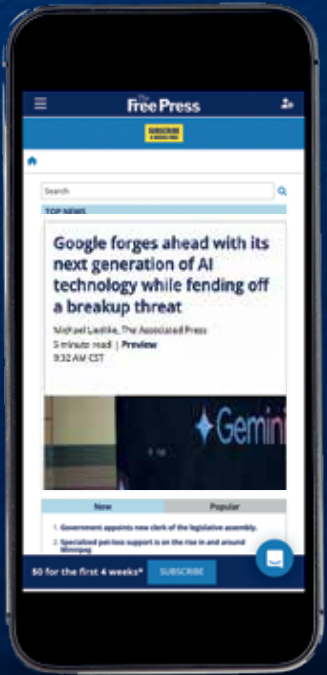 The
Free Press
SUBSCRIBE
Search
TOP NEWS
Google forges ahead with its
next generation of AI
technology while fending off
a breakup threat
Michael Liedtke, The Associated Press
5 minute read | Preview
9:32 AM CST
Gemini
New
Popular
1. Government appoints new clerk of the legislative assembly.
2. Specialized pet-loss support is on the rise in and around
Winnipeg
$0 for the first 4 weeks*
SUBSCRIBE